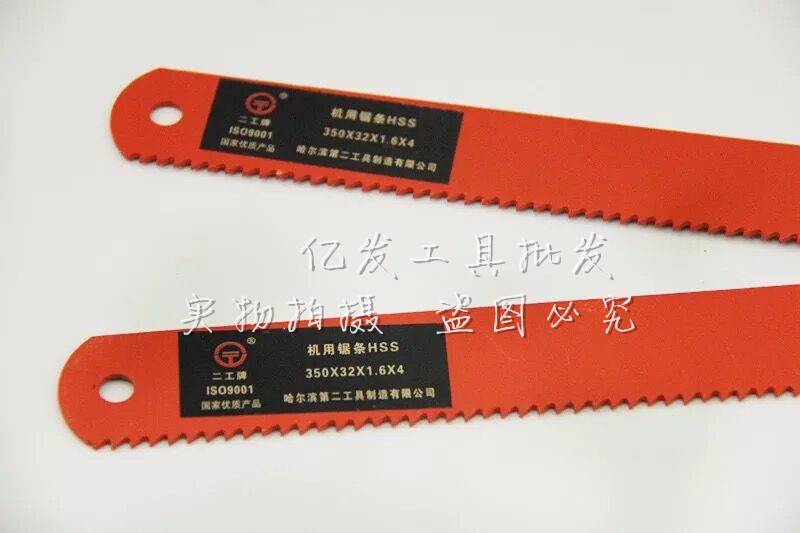 ®
二工牌
ISO9001
国家优质产品
机用锯条HSS
350X32X1.6X4
哈尔滨第二工具制造有限公司
亿发工具批发
实物拍摄 盗图必究
®
二工牌
ISO9001
国家优质产品
机用锯条HSS
350X32X1.6X4
哈尔滨第二工具制造有限公司